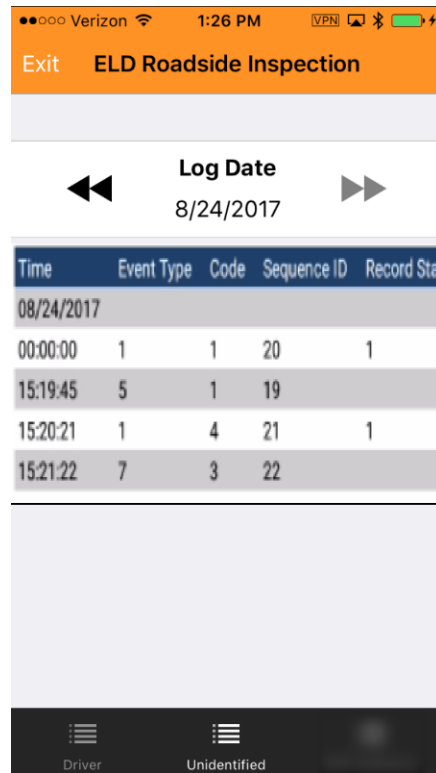 Verizon 1:26 PM VPN
Exit ELD Roadside Inspection
Log Date
8/24/2017
Time Event Type Code Sequence ID Record Sta
08/24/2017
00:00:00 1 1 20 1
15:19:45 5 1 19
15:20:21 1 4 21 1
15:21:22 7 3 22
Driver Unidentified